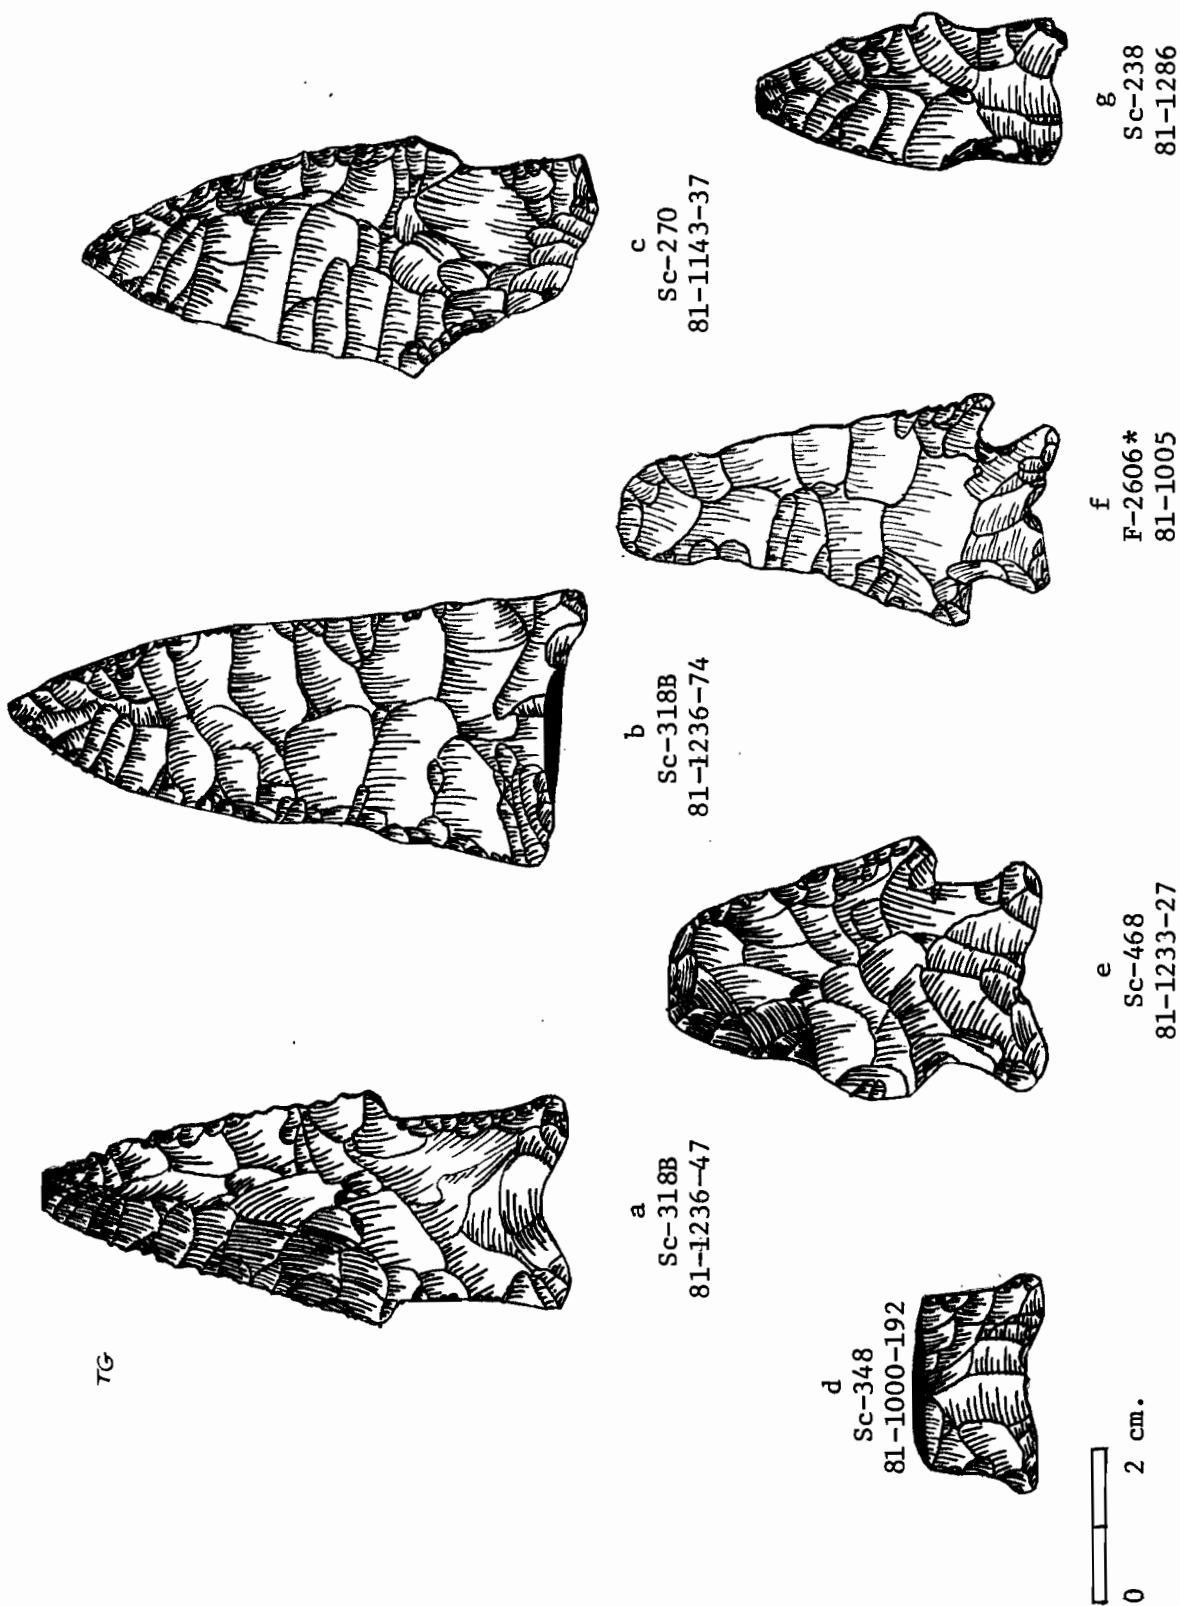 TG
a
Sc-318B
81-1236-47
b
Sc-318B
81-1236-74
c
Sc-270
81-1143-37
d
Sc-348
81-1000-192
e
Sc-468
81-1233-27
f
F-2606*
81-1005
g
Sc-238
81-1286
0 2 cm.